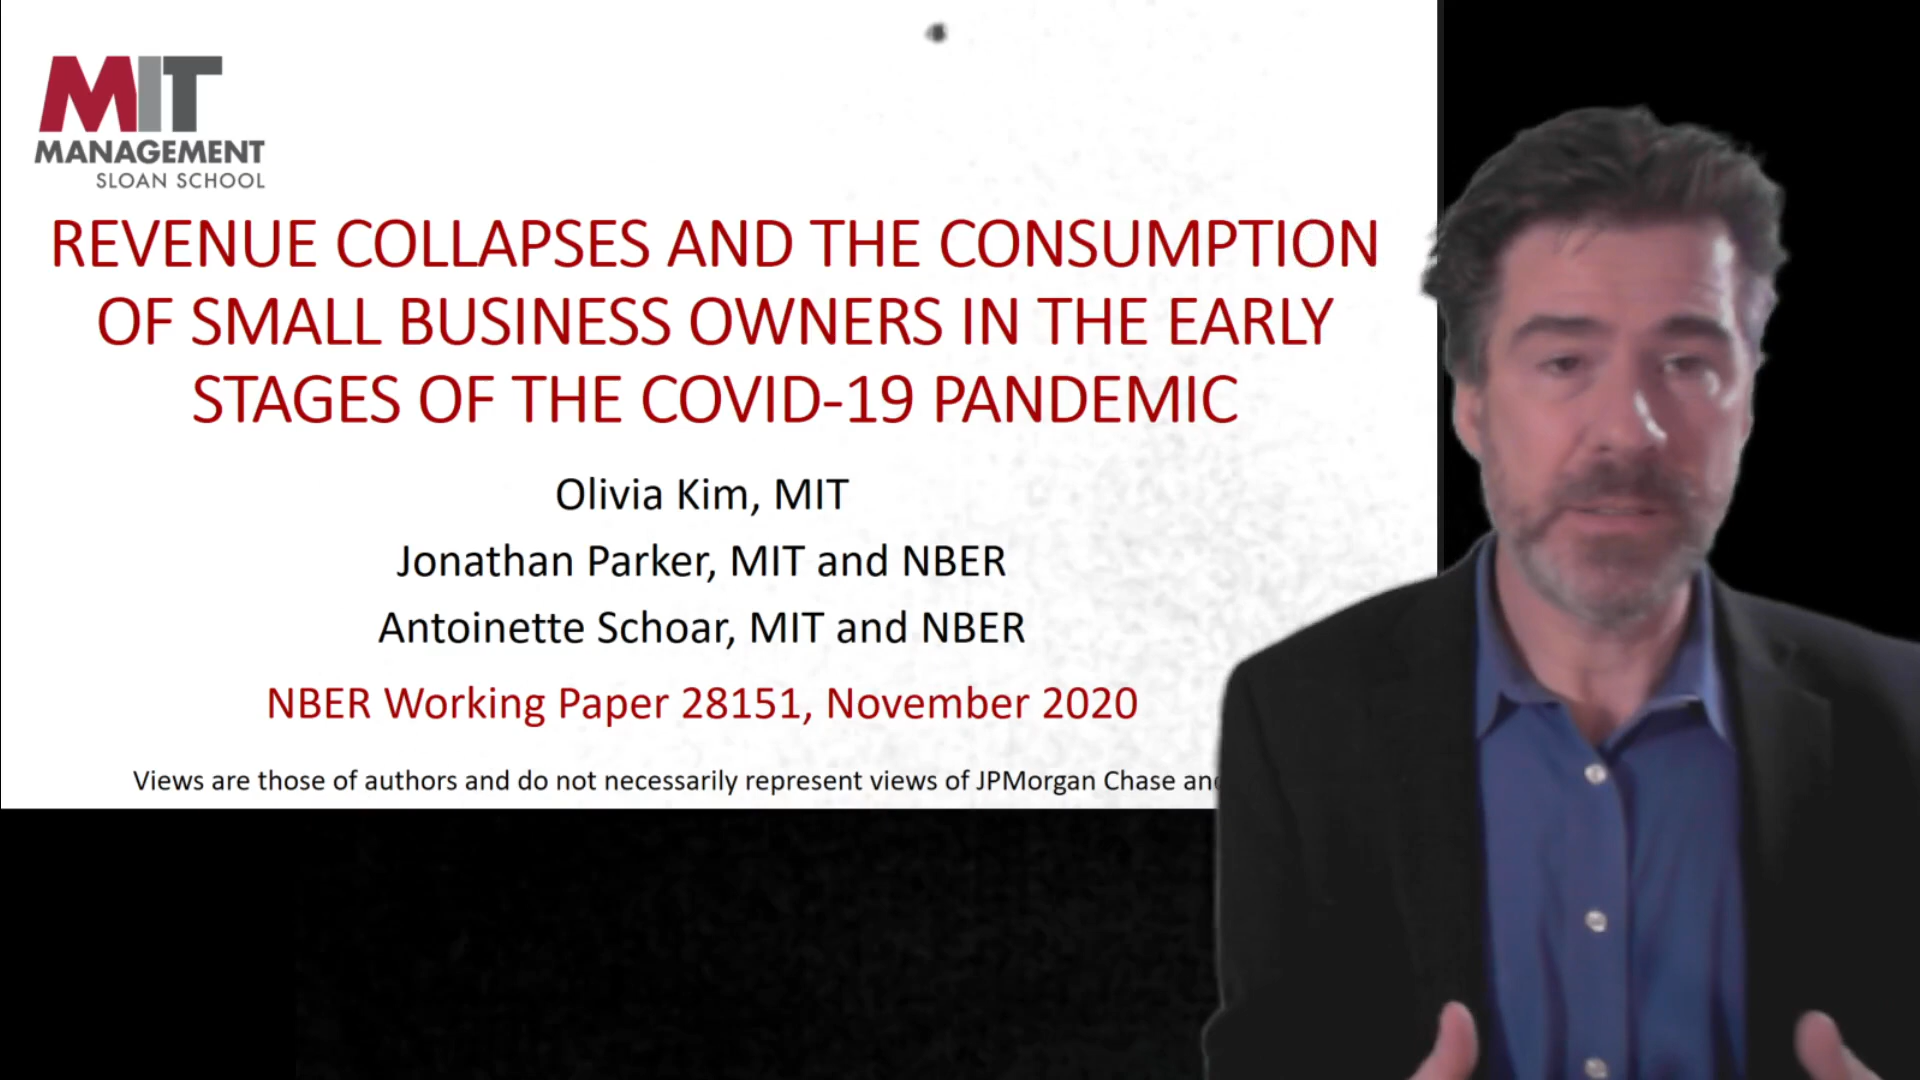 MIT
MANAGEMENT
SLOAN SCHOOL
REVENUE COLLAPSES AND THE CONSUMPTION
OF SMALL BUSINESS OWNERS IN THE EARLY
STAGES OF THE COVID-19 PANDEMIC
Olivia Kim, MIT
Jonathan Parker, MIT and NBER
Antoinette Schoar, MIT and NBER
NBER Working Paper 28151, November 2020
Views are those of authors and do not necessarily represent views of JPMorgan Chase and